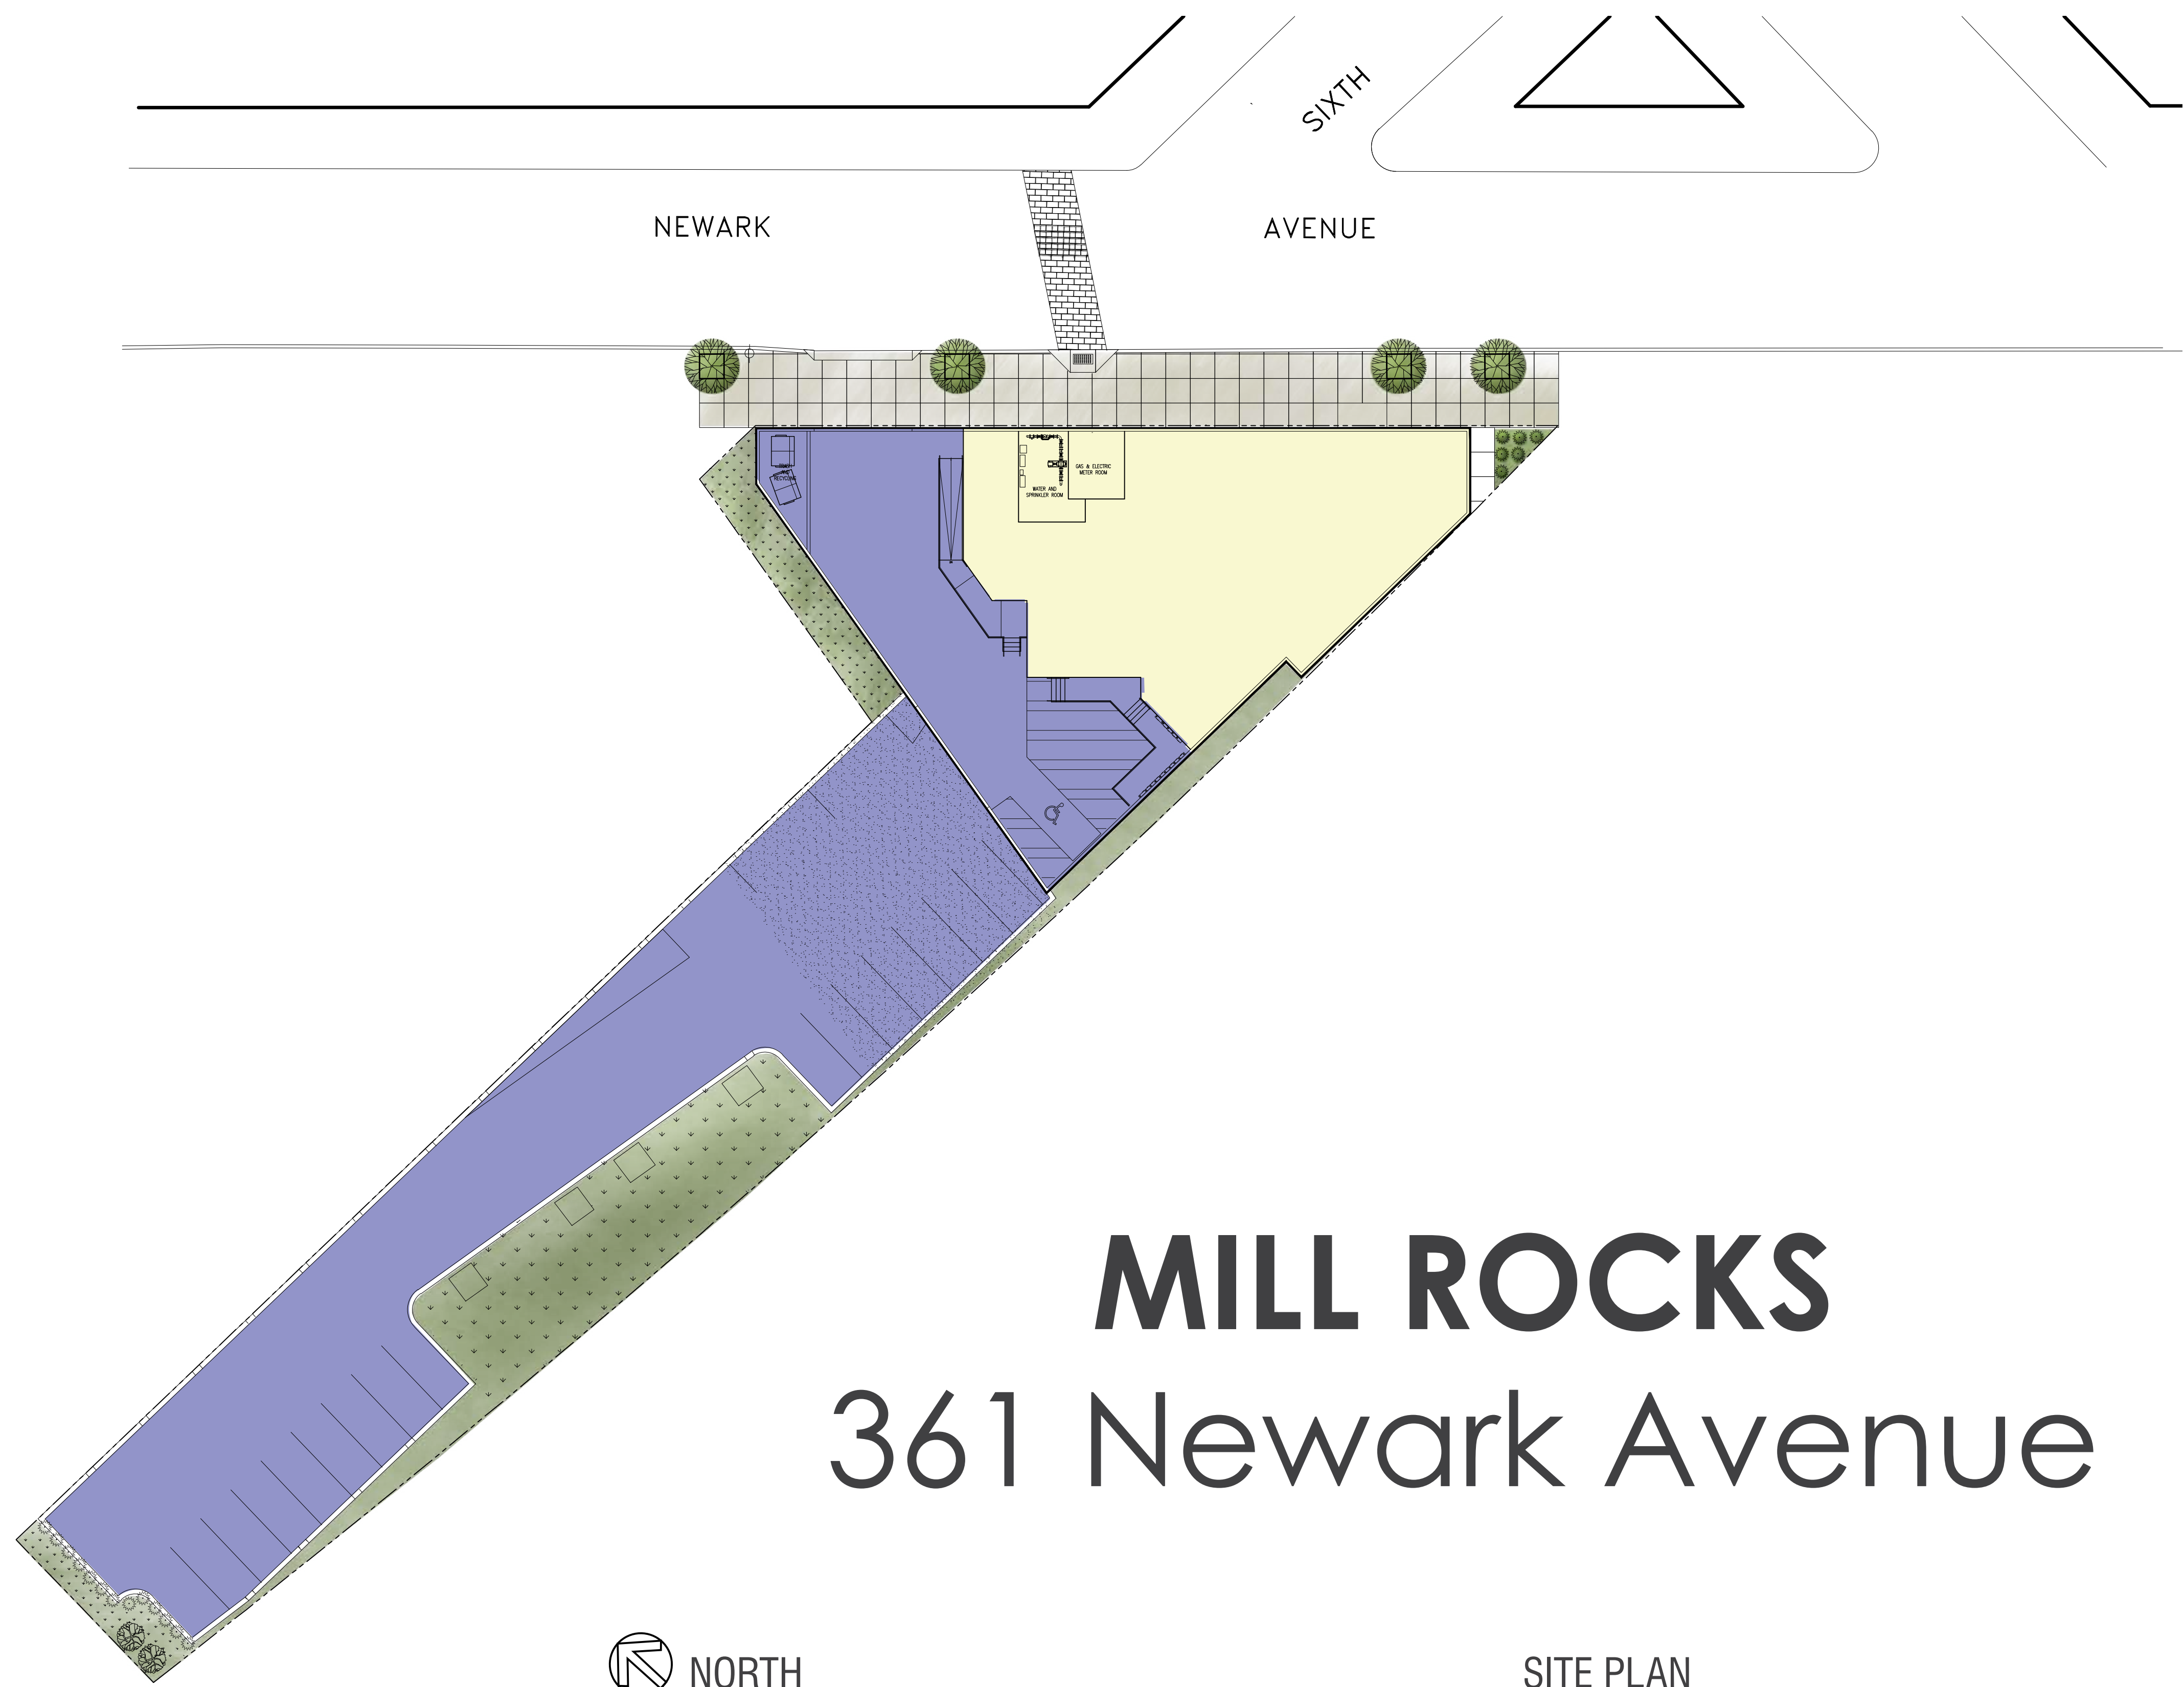 SIXTH
NEWARK AVENUE
RECYCLING
GAS & ELECTRIC
METER ROOM
WATER AND
SPRINKLER ROOM
MILL ROCKS
361 Newark Avenue
NORTH
SITE PLAN